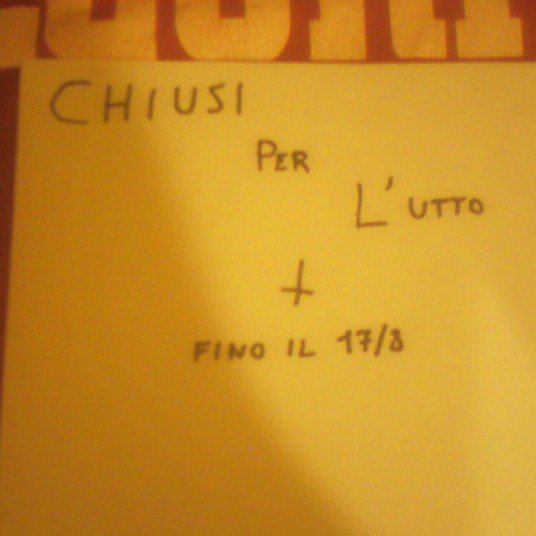 CHIUSI
PER
L'UTTO
FINO IL 17/8